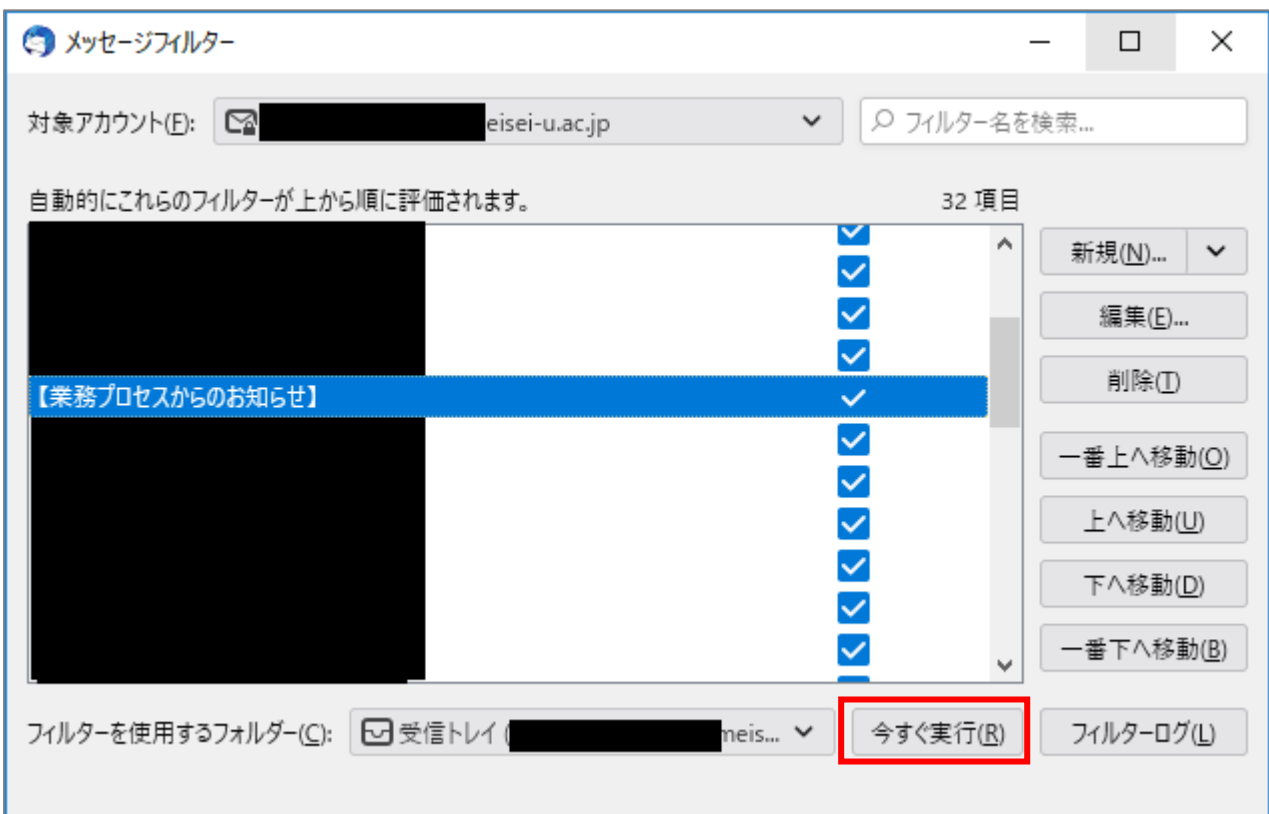 メッセージフィルター
対象アカウント(F): eisei-u.ac.jp フィルター名を検索...
自動的にこれらのフィルターが上から順に評価されます。 32 項目
新規(N)...
編集(E)...
削除(T)
【業務プロセスからのお知らせ】
一番上へ移動(O)
上へ移動(U)
下へ移動(D)
一番下へ移動(B)
フィルターを使用するフォルダー(C): 受信トレイ ( meis... 今すぐ実行(R) フィルターログ(L)